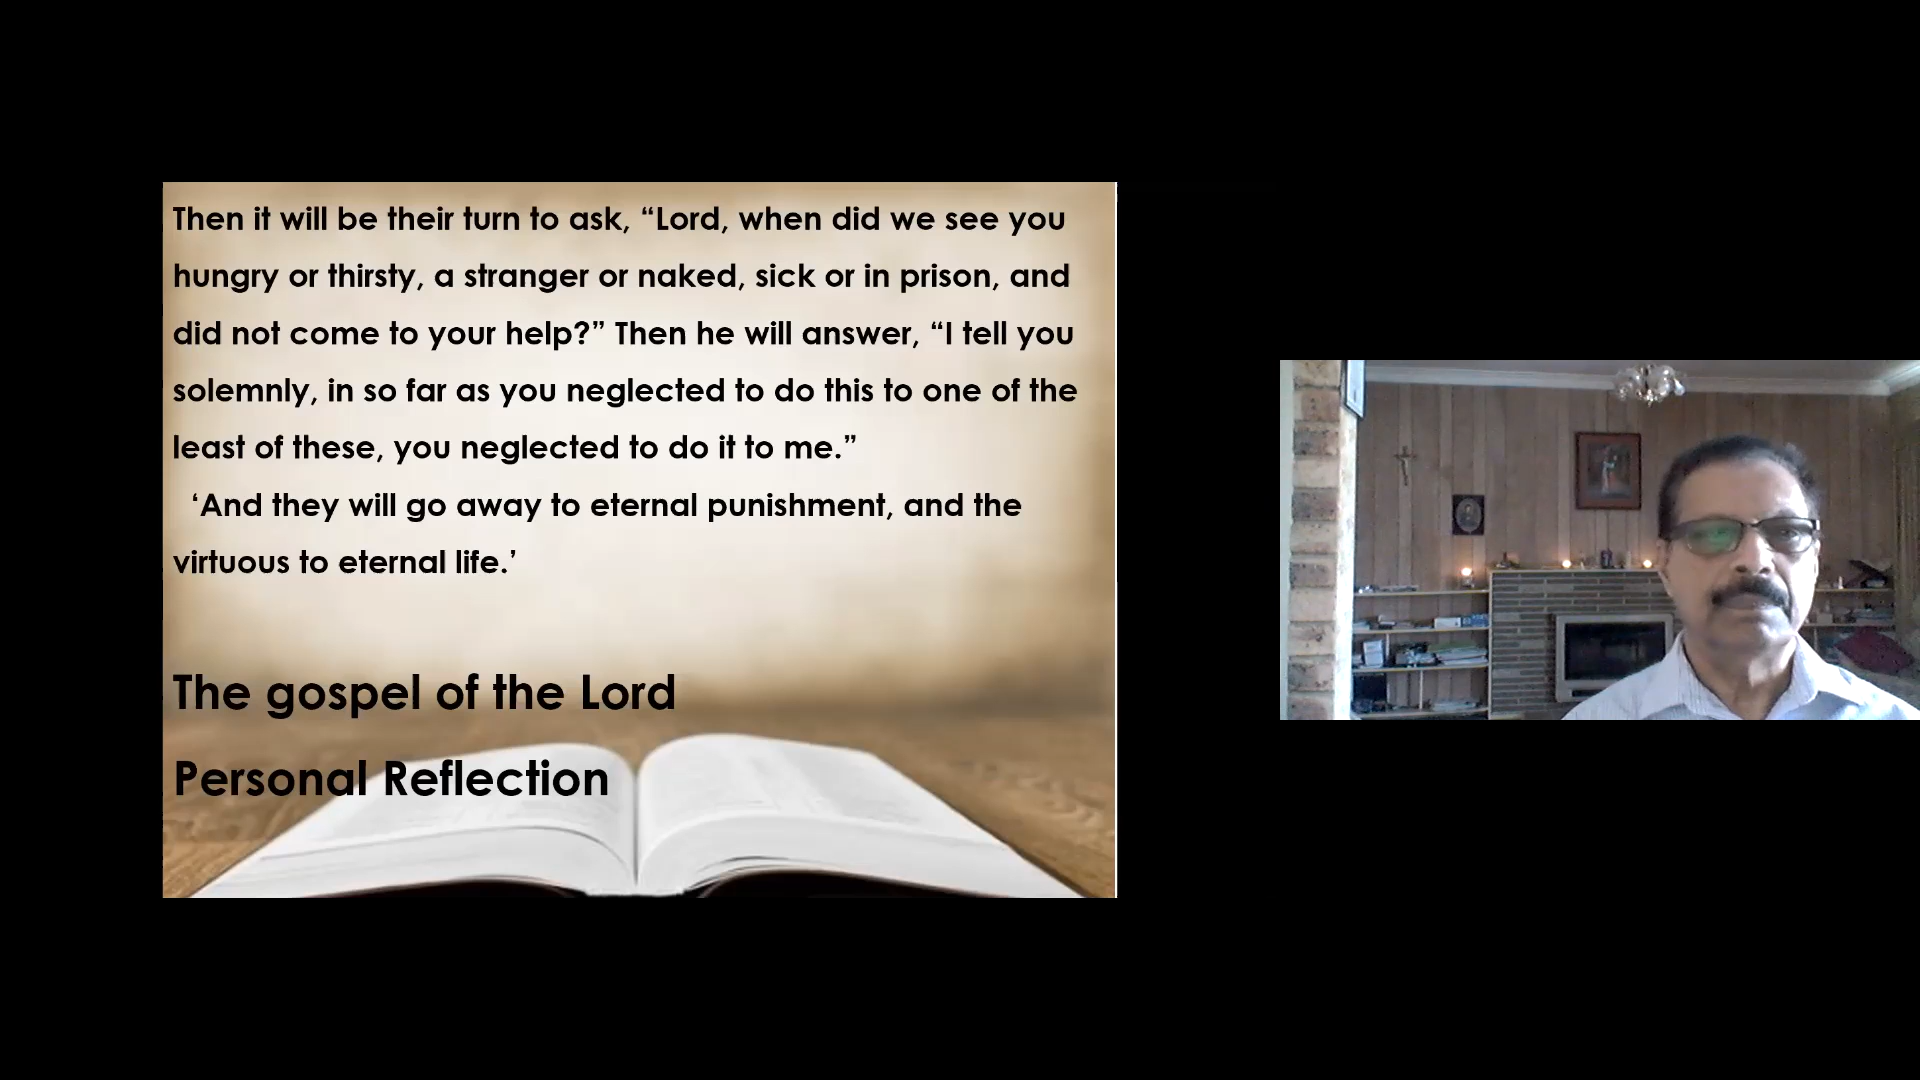 Then it will be their turn to ask, “Lord, when did we see you
hungry or thirsty, a stranger or naked, sick or in prison, and
did not come to your help?” Then he will answer, “I tell you
solemnly, in so far as you neglected to do this to one of the
least of these, you neglected to do it to me.”
‘And they will go away to eternal punishment, and the
virtuous to eternal life.’
The gospel of the Lord
Personal Reflection